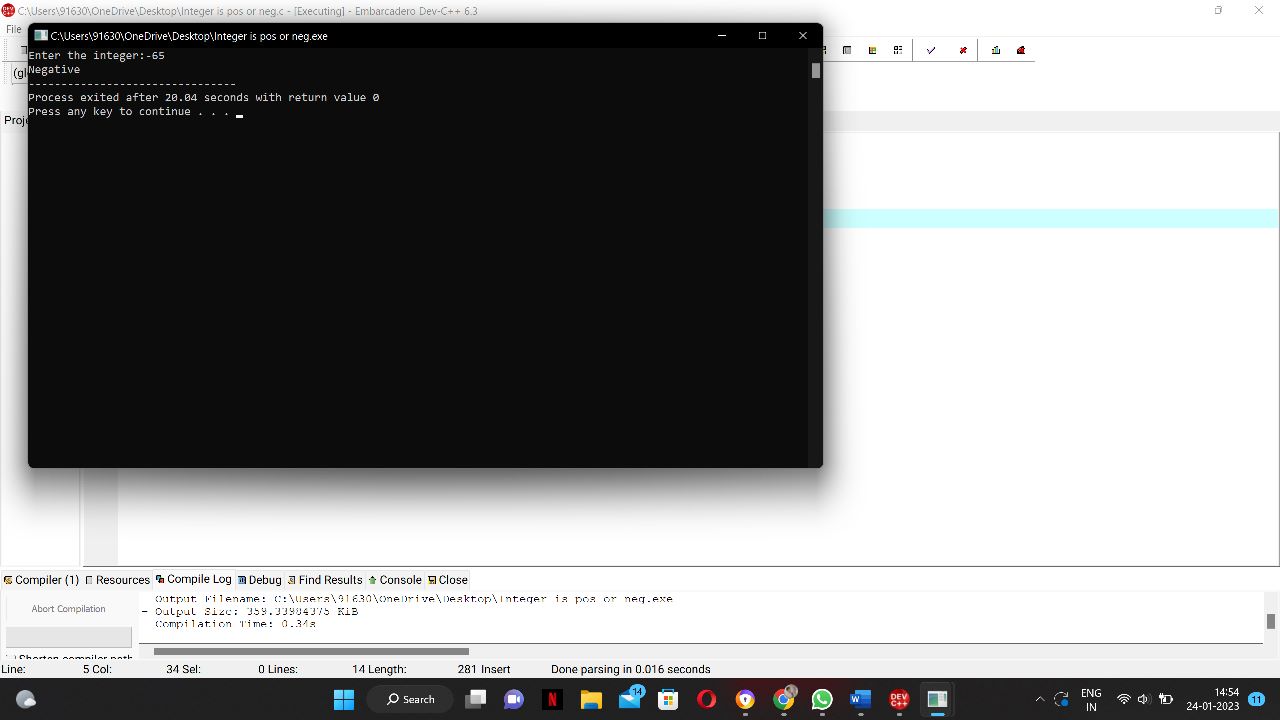 C:\Users\91630\OneDrive\Desktop\Integer is pos or neg.c - [Executing] - Embarcadero Dev-C++ 6.3
File
C:\Users\91630\OneDrive\Desktop\Integer is pos or neg.exe
Enter the integer:-65
Negative
--------------------------------
Process exited after 20.04 seconds with return value 0
Press any key to continue . . .
(gl
Proje
Compiler (1) Resources Compile Log Debug Find Results Console Close
Abort Compilation
Output Filename: C:\Users\91630\OneDrive\Desktop\Integer is pos or neg.exe
- Output Size: 359.33984375 KiB
Compilation Time: 0.34s
Shorten compiler path
Line: 5 Col: 34 Sel: 0 Lines: 14 Length: 281 Insert Done parsing in 0.016 seconds
Search
14
W
DEV
C++
ENG
IN
14:54
24-01-2023
11